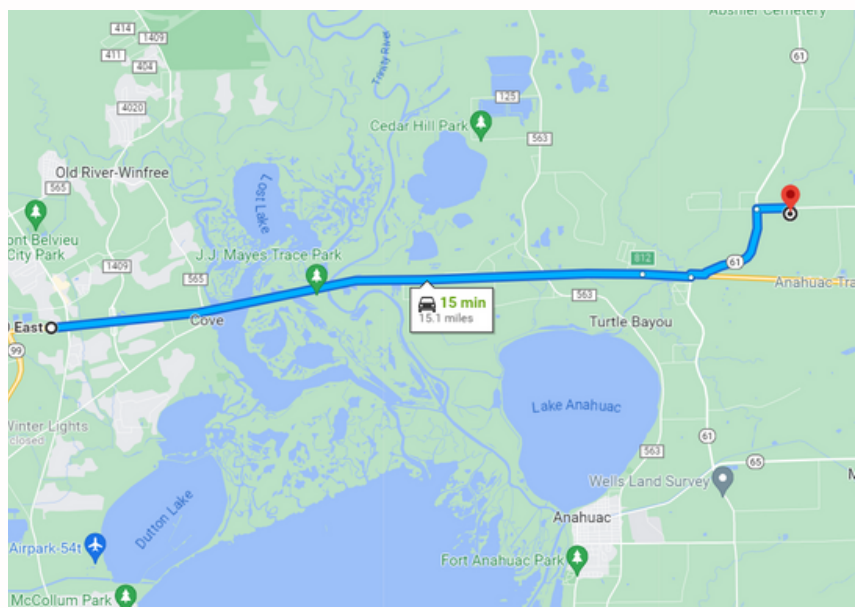 Abshier Cemetery
414
1409
411
404
61
4020
Trinity River
125
Cedar Hill Park
563
Old River-Winfree
565
Lost Lake
ont Belvieu
City Park
J.J. Mayes Trace Park
1409
565
812
61
Anahuac Tra
15 min
15.1 miles
563
Turtle Bayou
East
Cove
99
Lake Anahuac
Winter Lights
closed
61
563
65
Wells Land Survey
M
Dutton Lake
Anahuac
Airpark-54t
Fort Anahuac Park
McCollum Park